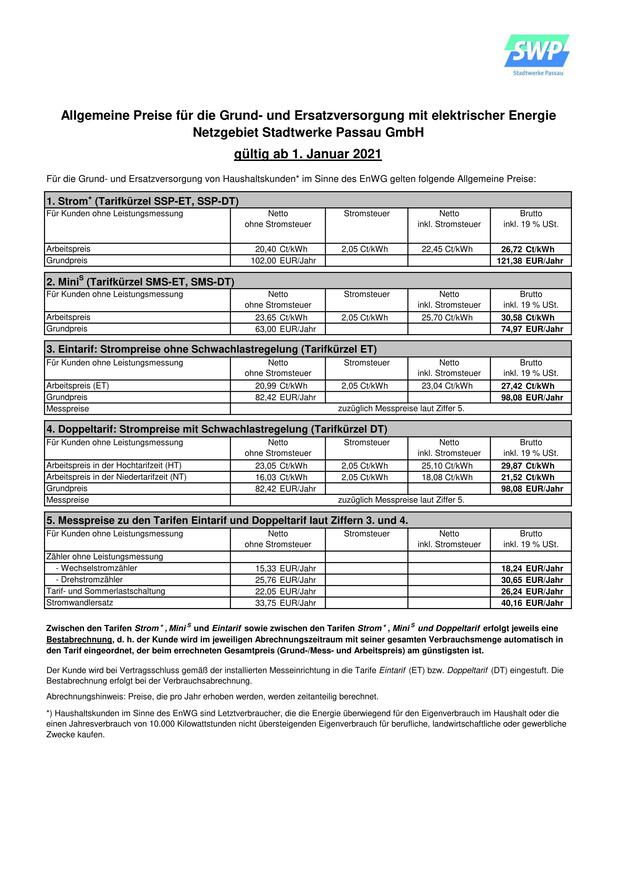 SWP
Stadtwerke Passau
Allgemeine Preise für die Grund- und Ersatzversorgung mit elektrischer Energie
Netzgebiet Stadtwerke Passau GmbH
gültig ab 1. Januar 2021
Für die Grund- und Ersatzversorgung von Haushaltskunden* im Sinne des EnWG gelten folgende Allgemeine Preise:
1. Strom+ (Tarifkürzel SSP-ET, SSP-DT)
Für Kunden ohne Leistungsmessung Netto Stromsteuer Netto Brutto
ohne Stromsteuer inkl. Stromsteuer inkl. 19 % USt.
Arbeitspreis 20,40 Ct/kWh 2,05 Ct/kWh 22,45 Ct/kWh 26,72 Ct/kWh
Grundpreis 102,00 EUR/Jahr 121,38 EUR/Jahr
2. MiniS (Tarifkürzel SMS-ET, SMS-DT)
Für Kunden ohne Leistungsmessung Netto Stromsteuer Netto Brutto
ohne Stromsteuer inkl. Stromsteuer inkl. 19 % USt.
Arbeitspreis 23,65 Ct/kWh 2,05 Ct/kWh 25,70 Ct/kWh 30,58 Ct/kWh
Grundpreis 63,00 EUR/Jahr 74,97 EUR/Jahr
3. Eintarif: Strompreise ohne Schwachlastregelung (Tarifkürzel ET)
Für Kunden ohne Leistungsmessung Netto Stromsteuer Netto Brutto
ohne Stromsteuer inkl. Stromsteuer inkl. 19 % USt.
Arbeitspreis (ET) 20,99 Ct/kWh 2,05 Ct/kWh 23,04 Ct/kWh 27,42 Ct/kWh
Grundpreis 82,42 EUR/Jahr 98,08 EUR/Jahr
Messpreise zuzüglich Messpreise laut Ziffer 5.
4. Doppeltarif: Strompreise mit Schwachlastregelung (Tarifkürzel DT)
Für Kunden ohne Leistungsmessung Netto Stromsteuer Netto Brutto
ohne Stromsteuer inkl. Stromsteuer inkl. 19 % USt.
Arbeitspreis in der Hochtarifzeit (HT) 23,05 Ct/kWh 2,05 Ct/kWh 25,10 Ct/kWh 29,87 Ct/kWh
Arbeitspreis in der Niedertarifzeit (NT) 16,03 Ct/kWh 2,05 Ct/kWh 18,08 Ct/kWh 21,52 Ct/kWh
Grundpreis 82,42 EUR/Jahr 98,08 EUR/Jahr
Messpreise zuzüglich Messpreise laut Ziffer 5.
5. Messpreise zu den Tarifen Eintarif und Doppeltarif laut Ziffern 3. und 4.
Für Kunden ohne Leistungsmessung Netto Stromsteuer Netto Brutto
ohne Stromsteuer inkl. Stromsteuer inkl. 19 % USt.
Zähler ohne Leistungsmessung
- Wechselstromzähler 15,33 EUR/Jahr 18,24 EUR/Jahr
- Drehstromzähler 25,76 EUR/Jahr 30,65 EUR/Jahr
Tarif- und Sommerlastschaltung 22,05 EUR/Jahr 26,24 EUR/Jahr
Stromwandlersatz 33,75 EUR/Jahr 40,16 EUR/Jahr
Zwischen den Tarifen Strom+, MiniS und Eintarif sowie zwischen den Tarifen Strom+, MiniS und Doppeltarif erfolgt jeweils eine
Bestabrechnung, d. h. der Kunde wird im jeweiligen Abrechnungszeitraum mit seiner gesamten Verbrauchsmenge automatisch in
den Tarif eingeordnet, der beim errechneten Gesamtpreis (Grund-/Mess- und Arbeitspreis) am günstigsten ist.
Der Kunde wird bei Vertragsschluss gemäß der installierten Messeinrichtung in die Tarife Eintarif (ET) bzw. Doppeltarif (DT) eingestuft. Die
Bestabrechnung erfolgt bei der Verbrauchsabrechnung.
Abrechnungshinweis: Preise, die pro Jahr erhoben werden, werden zeitanteilig berechnet.
*) Haushaltskunden im Sinne des EnWG sind Letztverbraucher, die die Energie überwiegend für den Eigenverbrauch im Haushalt oder die
einen Jahresverbrauch von 10.000 Kilowattstunden nicht übersteigenden Eigenverbrauch für berufliche, landwirtschaftliche oder gewerbliche
Zwecke kaufen.